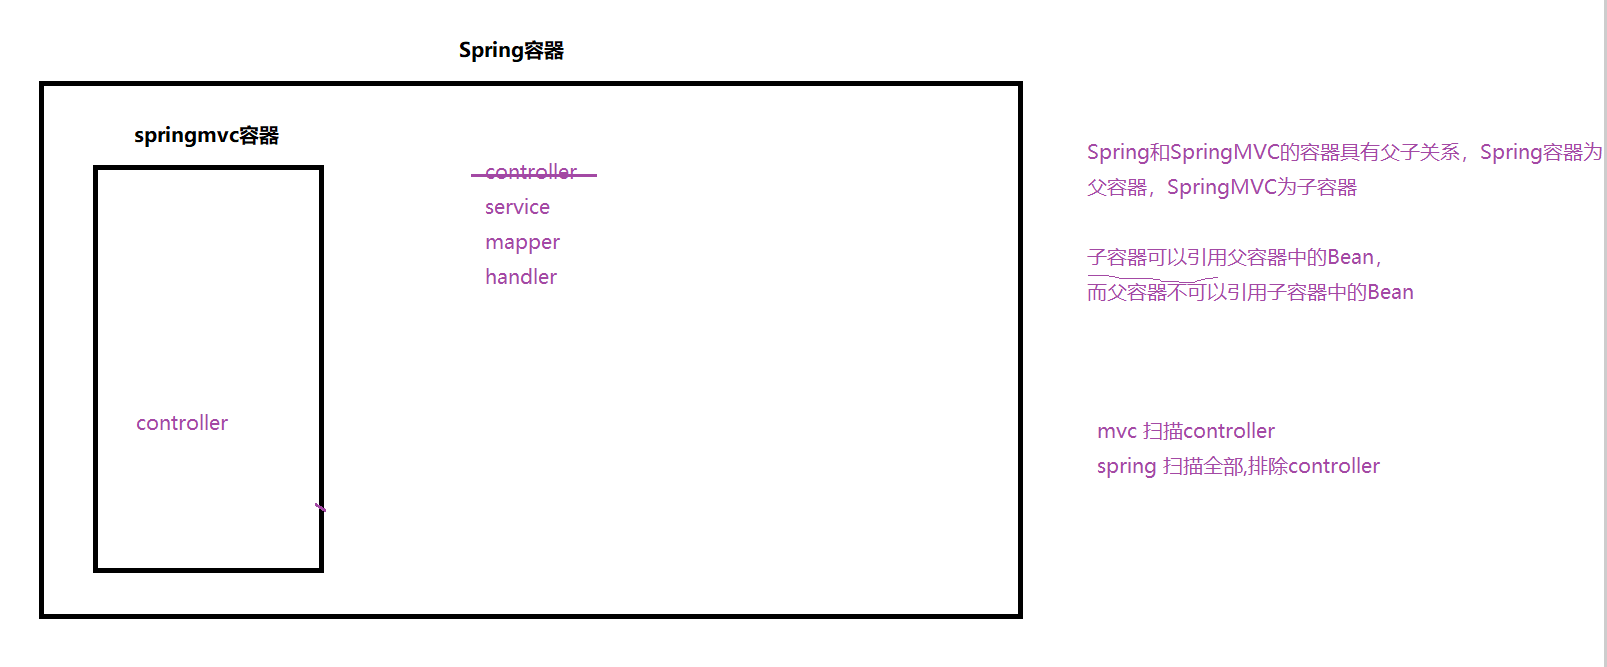 Spring容器
springmvc容器
controller
service
mapper
handler
controller
Spring和SpringMVC的容器具有父子关系，Spring容器为
父容器，SpringMVC为子容器
子容器可以引用父容器中的Bean，
而父容器不可以引用子容器中的Bean
mvc 扫描controller
spring 扫描全部,排除controller